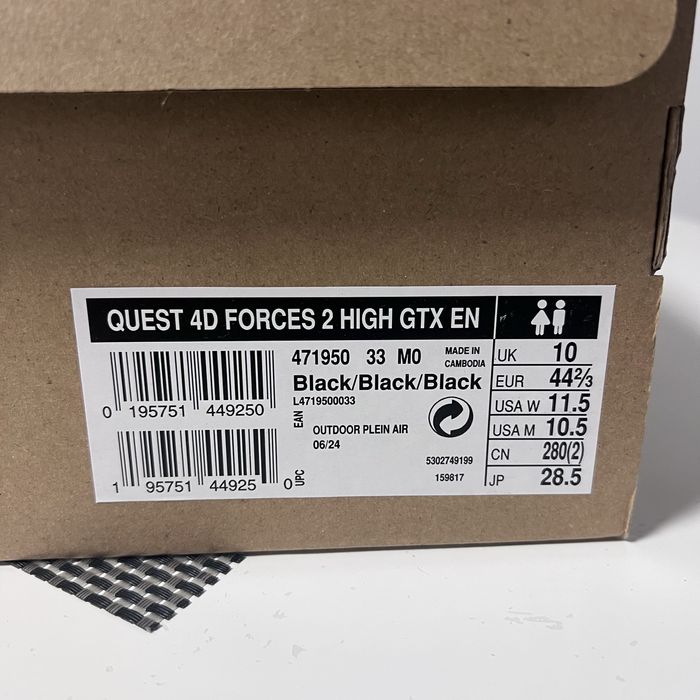 QUEST 4D FORCES 2 HIGH GTX EN
471950 33 M0
MADE IN
CAMBODIA
Black/Black/Black
L4719500033
EAN
0 195751 449250
OUTDOOR PLEIN AIR
06/24
5302749199
159817
1 95751 44925 0
UPC
UK 10
EUR 44 2/3
USA W 11.5
USA M 10.5
CN 280(2)
JP 28.5